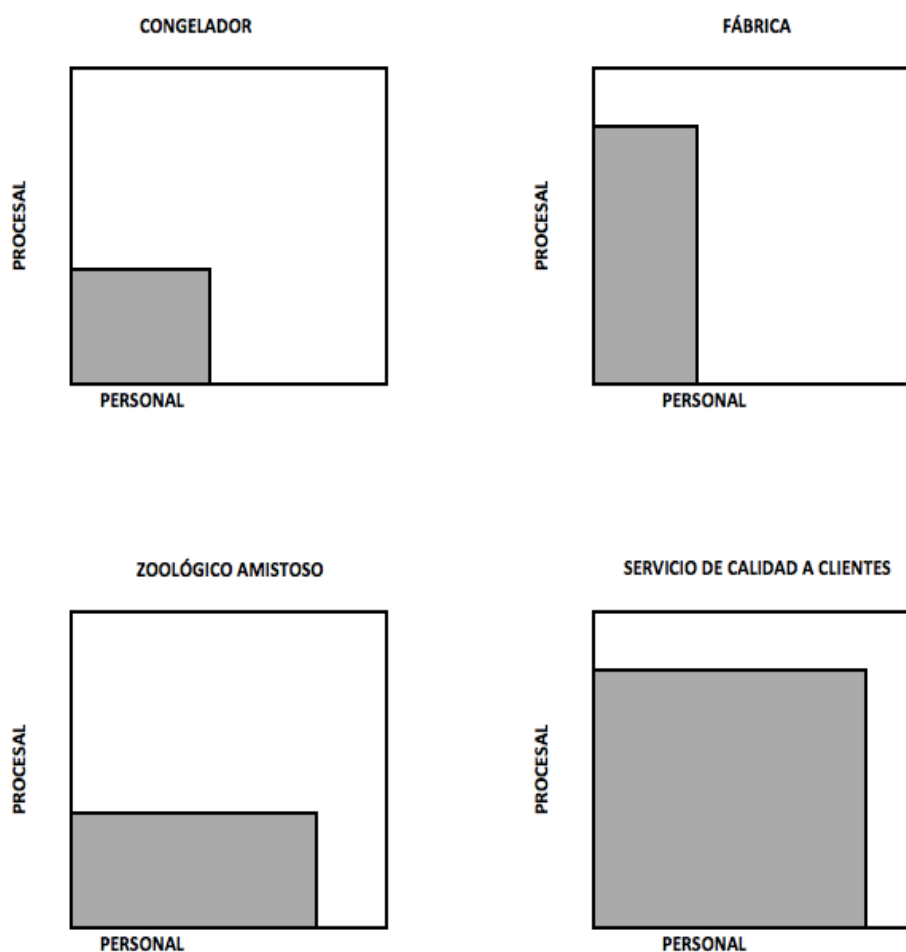 CONGELADOR
FÁBRICA
PROCESAL
PERSONAL
PROCESAL
PERSONAL
ZOOLÓGICO AMISTOSO
SERVICIO DE CALIDAD A CLIENTES
PROCESAL
PERSONAL
PROCESAL
PERSONAL